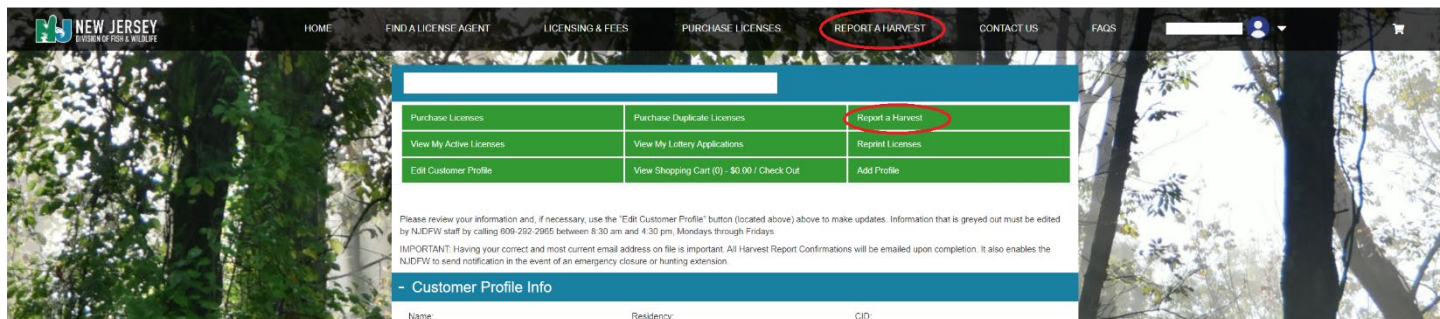 NEW JERSEY
DIVISION OF FISH & WILDLIFE
HOME FIND A LICENSE AGENT LICENSING & FEES PURCHASE LICENSES REPORT A HARVEST CONTACT US FAQS
Purchase Licenses Purchase Duplicate Licenses Report a Harvest
View My Active Licenses View My Lottery Applications Reprint Licenses
Edit Customer Profile View Shopping Cart (0) - $0.00 / Check Out Add Profile
Please review your information and, if necessary, use the "Edit Customer Profile" button (located above) above to make updates. Information that is greyed out must be edited
by NJDFW staff by calling 609-292-2965 between 8:30 am and 4:30 pm, Mondays through Fridays.
IMPORTANT: Having your correct and most current email address on file is important. All Harvest Report Confirmations will be emailed upon completion. It also enables the
NJDFW to send notification in the event of an emergency closure or hunting extension.
- Customer Profile Info
Name: Residency: CID: